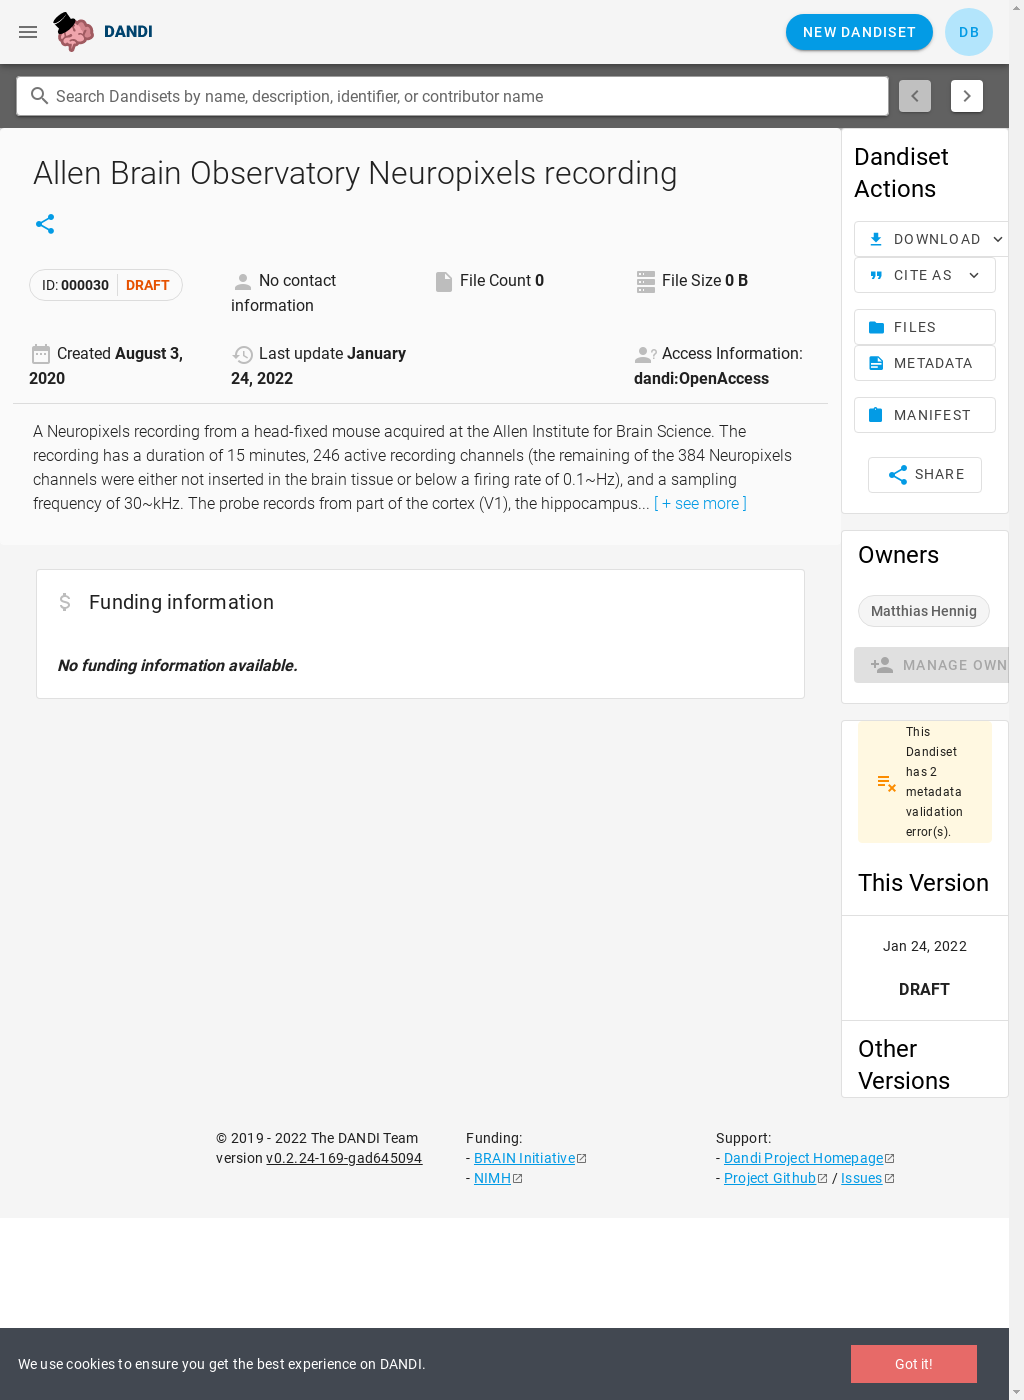 DANDI
NEW DANDISET
DB
Search Dandisets by name, description, identifier, or contributor name
Allen Brain Observatory Neuropixels recording
ID: 000030 DRAFT
No contact
information
File Count 0
File Size 0 B
Created August 3,
2020
Last update January
24, 2022
Access Information:
dandi:OpenAccess
A Neuropixels recording from a head-fixed mouse acquired at the Allen Institute for Brain Science. The
recording has a duration of 15 minutes, 246 active recording channels (the remaining of the 384 Neuropixels
channels were either not inserted in the brain tissue or below a firing rate of 0.1~Hz), and a sampling
frequency of 30~kHz. The probe records from part of the cortex (V1), the hippocampus... [ + see more ]
Funding information
No funding information available.
Dandiset
Actions
DOWNLOAD
CITE AS
FILES
METADATA
MANIFEST
SHARE
Owners
Matthias Hennig
MANAGE OWN
This
Dandiset
has 2
metadata
validation
error(s).
This Version
Jan 24, 2022
DRAFT
Other
Versions
© 2019 - 2022 The DANDI Team
version v0.2.24-169-gad645094
Funding:
- BRAIN Initiative
- NIMH
Support:
- Dandi Project Homepage
- Project Github / Issues
We use cookies to ensure you get the best experience on DANDI.
Got it!